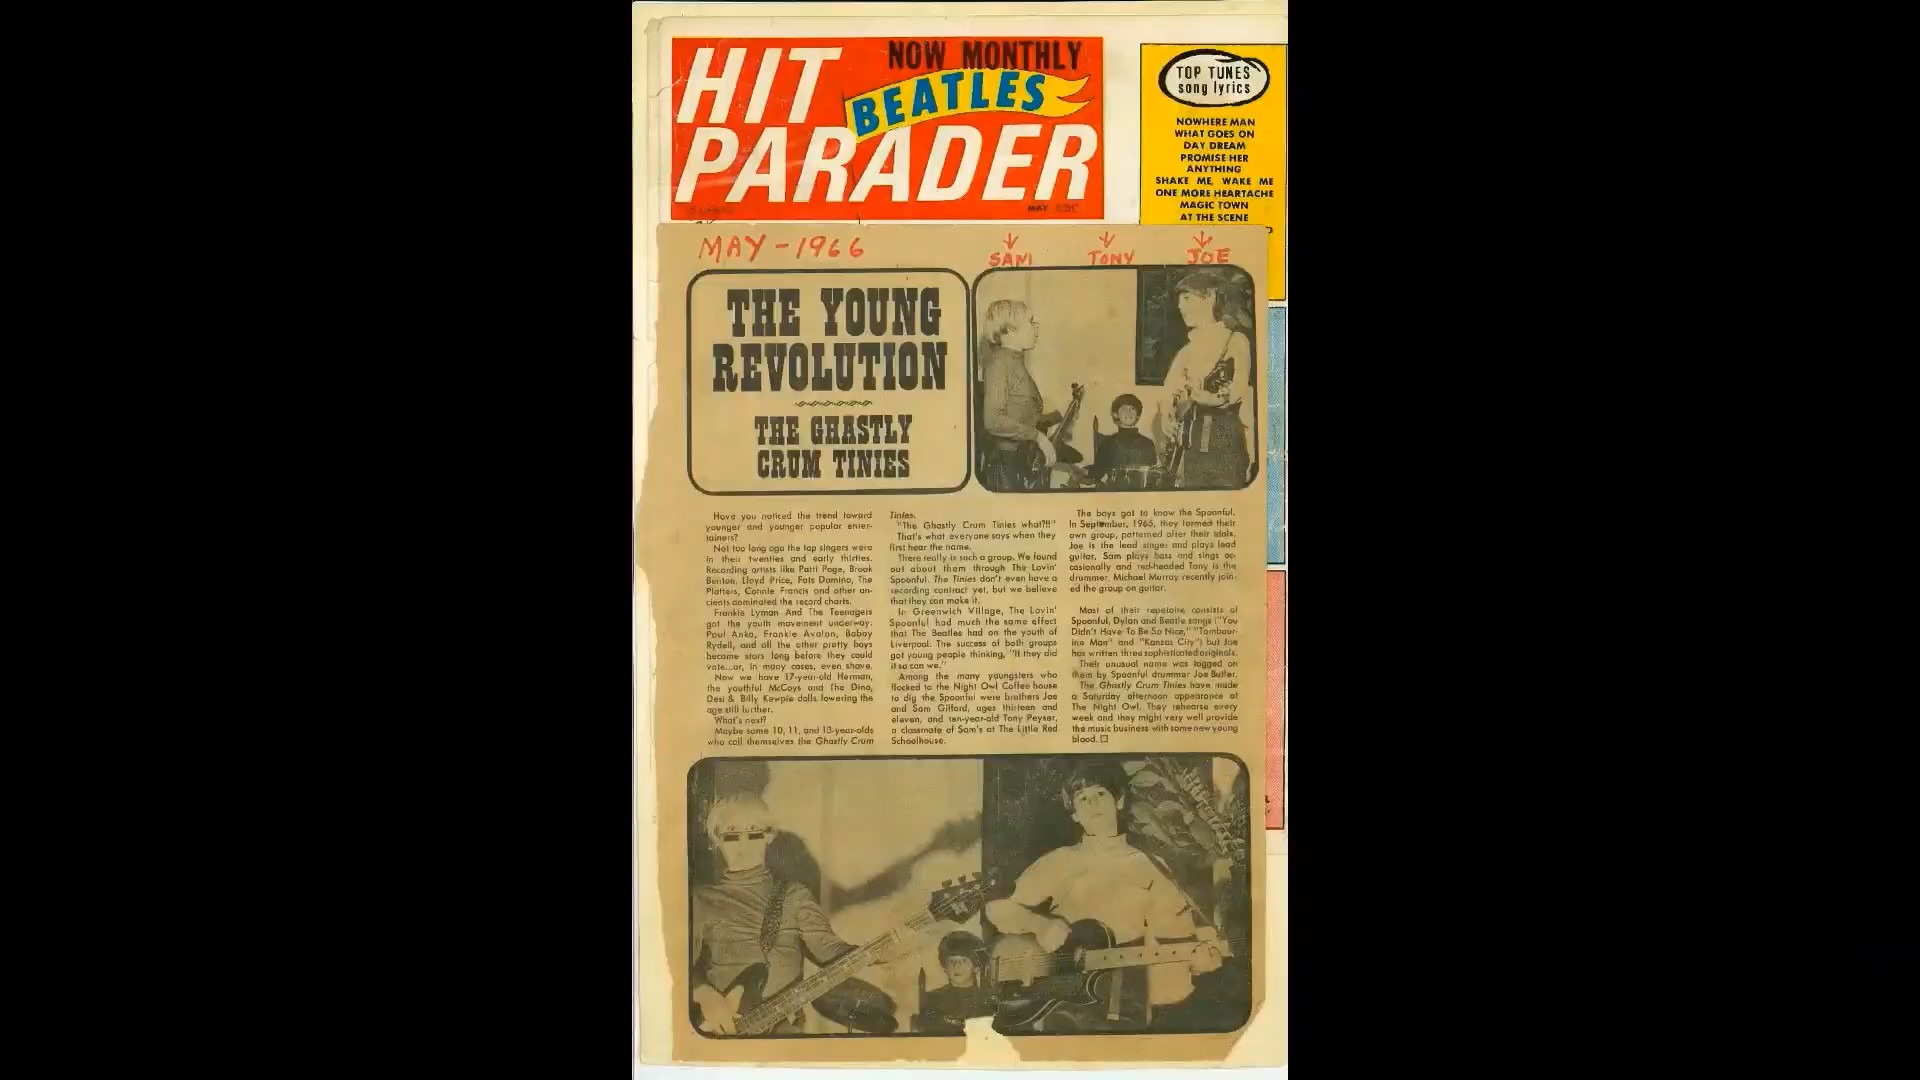 HIT
PARADER
NOW MONTHLY
BEATLES
MAY
TOP TUNES
song lyrics
NOWHERE MAN
WHAT GOES ON
DAY DREAM
PROMISE HER
ANYTHING
SHAKE ME, WAKE ME
ONE MORE HEARTACHE
MAGIC TOWN
AT THE SCENE
MAY - 1966
SAM
TONY
JOE
THE YOUNG
REVOLUTION
THE GHASTLY
CRUM TINIES
Have you noticed the trend toward
younger and younger popular enter-
tainers?
Not too long ago the top singers were
in their twenties and early thirties.
Recording artists like Patti Page, Brook
Benton, Lloyd Price, Fats Domino, The
Platters, Connie Francis and other an-
cients dominated the record charts.
Frankie Lyman And The Teenagers
got the youth movement underway.
Paul Anka, Frankie Avalon, Bobby
Rydell, and all the other pretty boys
became stars long before they could
vote...or, in many cases, even shave.
Now we have 17-year-old Herman,
the youthful McCoys and The Dino,
Desi & Billy Kewpie dolls lowering the
age still further.
What's next?
Maybe some 10, 11, and 13-year-olds
who call themselves the Ghastly Crum
Tinies.
"The Ghastly Crum Tinies what?!!"
That's what everyone says when they
first hear the name.
There really is such a group. We found
out about them through The Lovin'
Spoonful. The Tinies don't even have a
recording contract yet, but we believe
that they can make it.
In Greenwich Village, The Lovin'
Spoonful had much the same effect
that The Beatles had on the youth of
Liverpool. The success of both groups
got young people thinking, "If they did
it so can we."
Among the many youngsters who
flocked to the Night Owl Coffee house
to dig the Spoonful were brothers Joe
and Sam Gifford, ages thirteen and
eleven, and ten-year-old Tony Peyser,
a classmate of Sam's at The Little Red
Schoolhouse.
The boys got to know the Spoonful.
In September, 1965, they formed their
own group, patterned after their idols.
Joe is the lead singer and plays lead
guitar, Sam plays bass and sings oc-
casionally and red-headed Tony is the
drummer. Michael Murray recently join-
ed the group on guitar.
Most of their repetoire consists of
Spoonful, Dylan and Beatle songs ("You
Didn't Have To Be So Nice," "Tambour-
ine Man" and "Kansas City") but Joe
has written three sophisticated originals.
Their unusual name was tagged on
them by Spoonful drummer Joe Butler.
The Ghastly Crum Tinies have made
a Saturday afternoon appearance at
The Night Owl. They rehearse every
week and they might very well provide
the music business with some new young
blood.